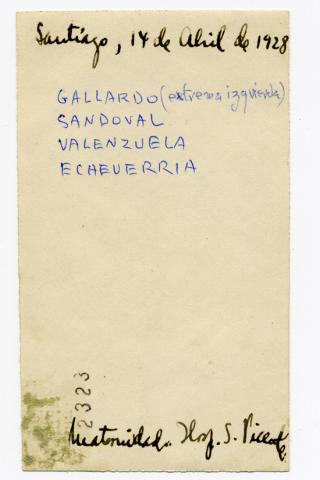 Santiago, 14 de Abril de 1928
GALLARDO (extrema izquierda)
SANDOVAL
VALENZUELA
ECHEVERRIA
2323
Maternidad. Hosp. S. Vicente